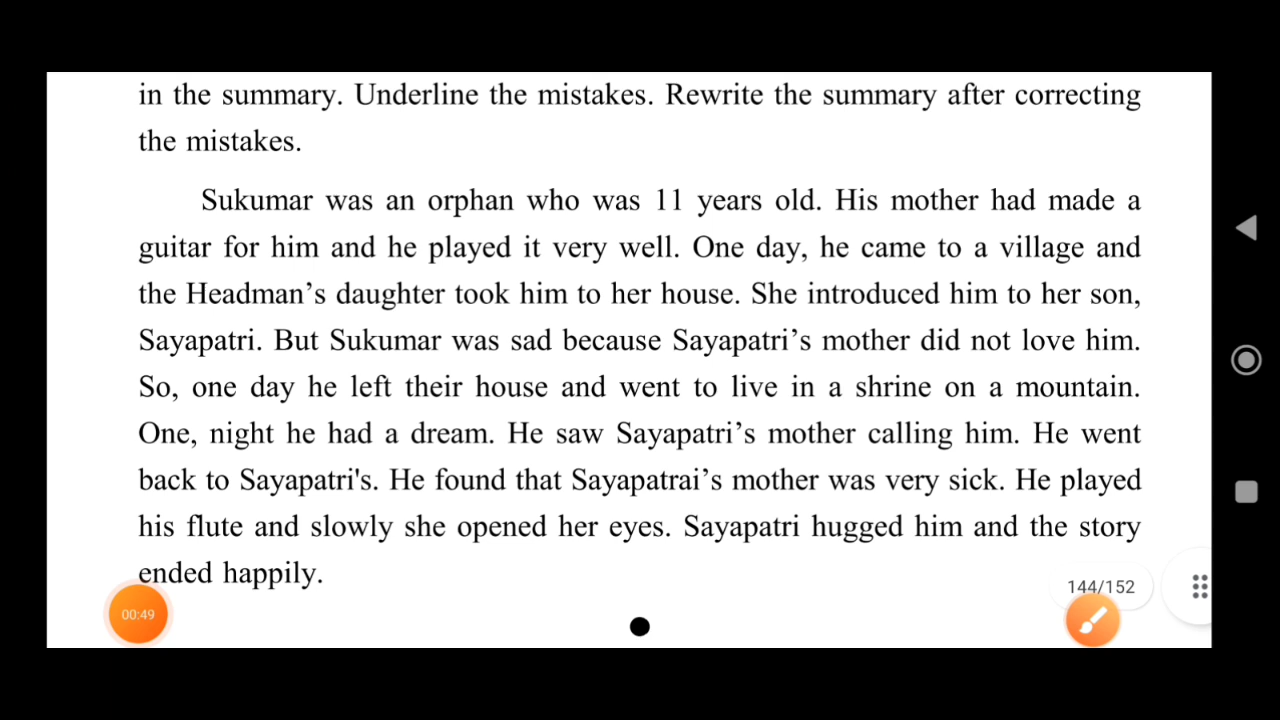 in the summary. Underline the mistakes. Rewrite the summary after correcting
the mistakes.
Sukumar was an orphan who was 11 years old. His mother had made a
guitar for him and he played it very well. One day, he came to a village and
the Headman’s daughter took him to her house. She introduced him to her son,
Sayapatri. But Sukumar was sad because Sayapatri’s mother did not love him.
So, one day he left their house and went to live in a shrine on a mountain.
One, night he had a dream. He saw Sayapatri’s mother calling him. He went
back to Sayapatri's. He found that Sayapatrai’s mother was very sick. He played
his flute and slowly she opened her eyes. Sayapatri hugged him and the story
ended happily.
144/152
00:49